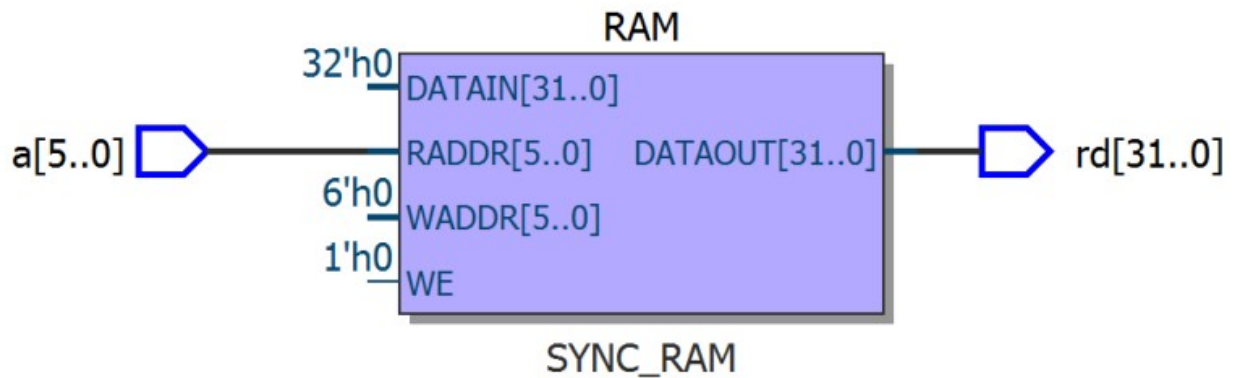 RAM
32'h0
DATAIN[31..0]
a[5..0]
RADDR[5..0] DATAOUT[31..0]
rd[31..0]
6'h0
WADDR[5..0]
1'h0
WE
SYNC_RAM